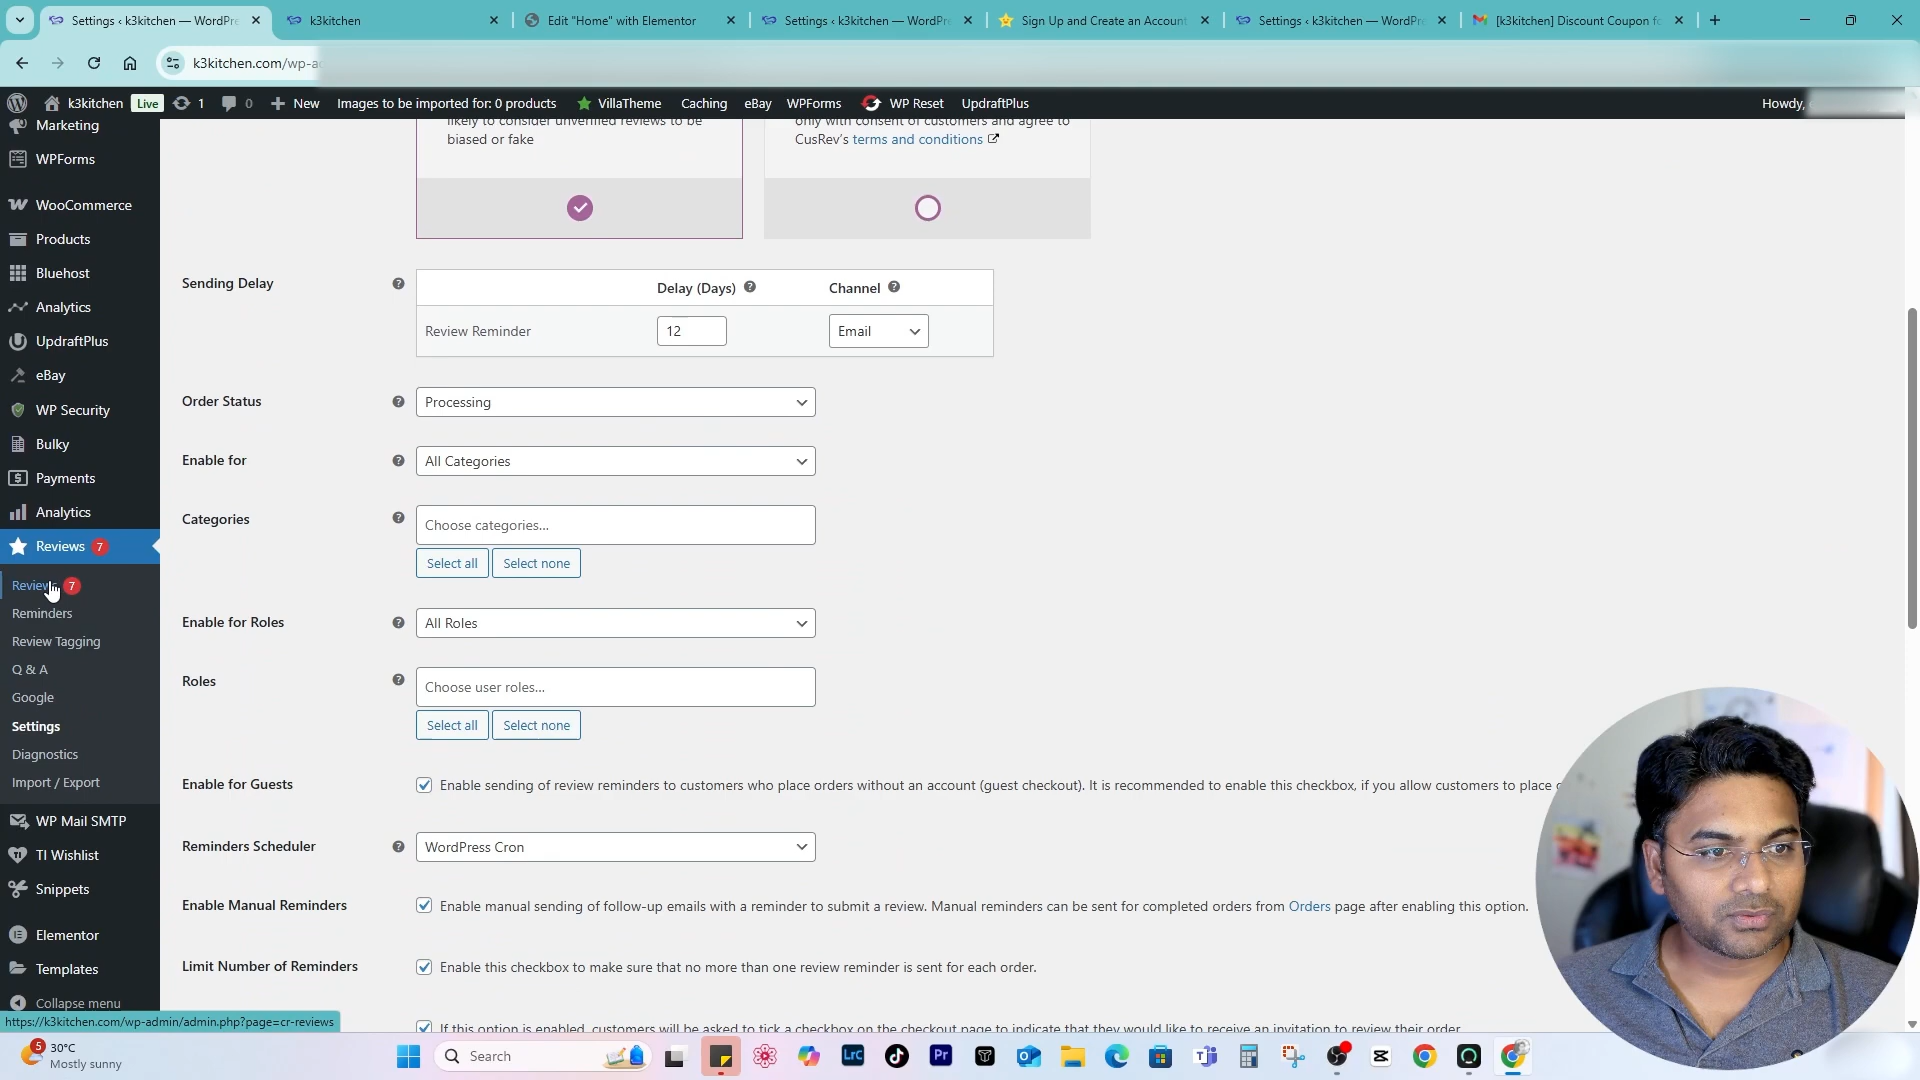 Settings ‹ k3kitchen — WordPre
k3kitchen
Edit "Home" with Elementor
Settings ‹ k3kitchen — WordPre
Sign Up and Create an Account
Settings ‹ k3kitchen — WordPre
[k3kitchen] Discount Coupon fo
k3kitchen.com/wp-a
k3kitchen
Live
1
0
New
Images to be imported for: 0 products
VillaTheme
Caching
eBay
WPForms
WP Reset
UpdraftPlus
Howdy,
Marketing
WPForms
WooCommerce
Products
Bluehost
Analytics
UpdraftPlus
eBay
WP Security
Bulky
Payments
Analytics
Reviews 7
Reviews 7
Reminders
Review Tagging
Q & A
Google
Settings
Diagnostics
Import / Export
WP Mail SMTP
TI Wishlist
Snippets
Elementor
Templates
Collapse menu
likely to consider unverified reviews to be
biased or fake
only with consent of customers and agree to
CusRev's terms and conditions
Sending Delay
Delay (Days)
Channel
Review Reminder
12
Email
Order Status
Processing
Enable for
All Categories
Categories
Choose categories...
Select all
Select none
Enable for Roles
All Roles
Roles
Choose user roles...
Select all
Select none
Enable for Guests
Enable sending of review reminders to customers who place orders without an account (guest checkout). It is recommended to enable this checkbox, if you allow customers to place
Reminders Scheduler
WordPress Cron
Enable Manual Reminders
Enable manual sending of follow-up emails with a reminder to submit a review. Manual reminders can be sent for completed orders from Orders page after enabling this option.
Limit Number of Reminders
Enable this checkbox to make sure that no more than one review reminder is sent for each order.
If this option is enabled, customers will be asked to tick a checkbox on the checkout page to indicate that they would like to receive an invitation to review their order.
https://k3kitchen.com/wp-admin/admin.php?page=cr-reviews
5
30°C
Mostly sunny
Search
LrC
Pr